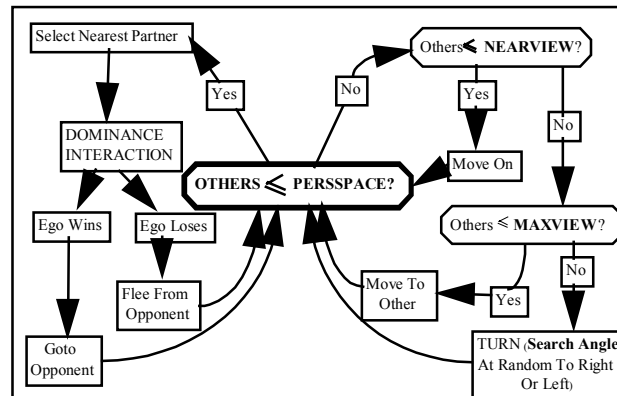 Select Nearest Partner
Others ⩽ NEARVIEW?
Yes
No
Yes
No
DOMINANCE
INTERACTION
Move On
OTHERS ⩽ PERSSPACE?
Ego Wins
Ego Loses
Others ⩽ MAXVIEW?
No
Flee From
Opponent
Move To
Other
Yes
Goto
Opponent
TURN (Search Angle
At Random To Right
Or Left)